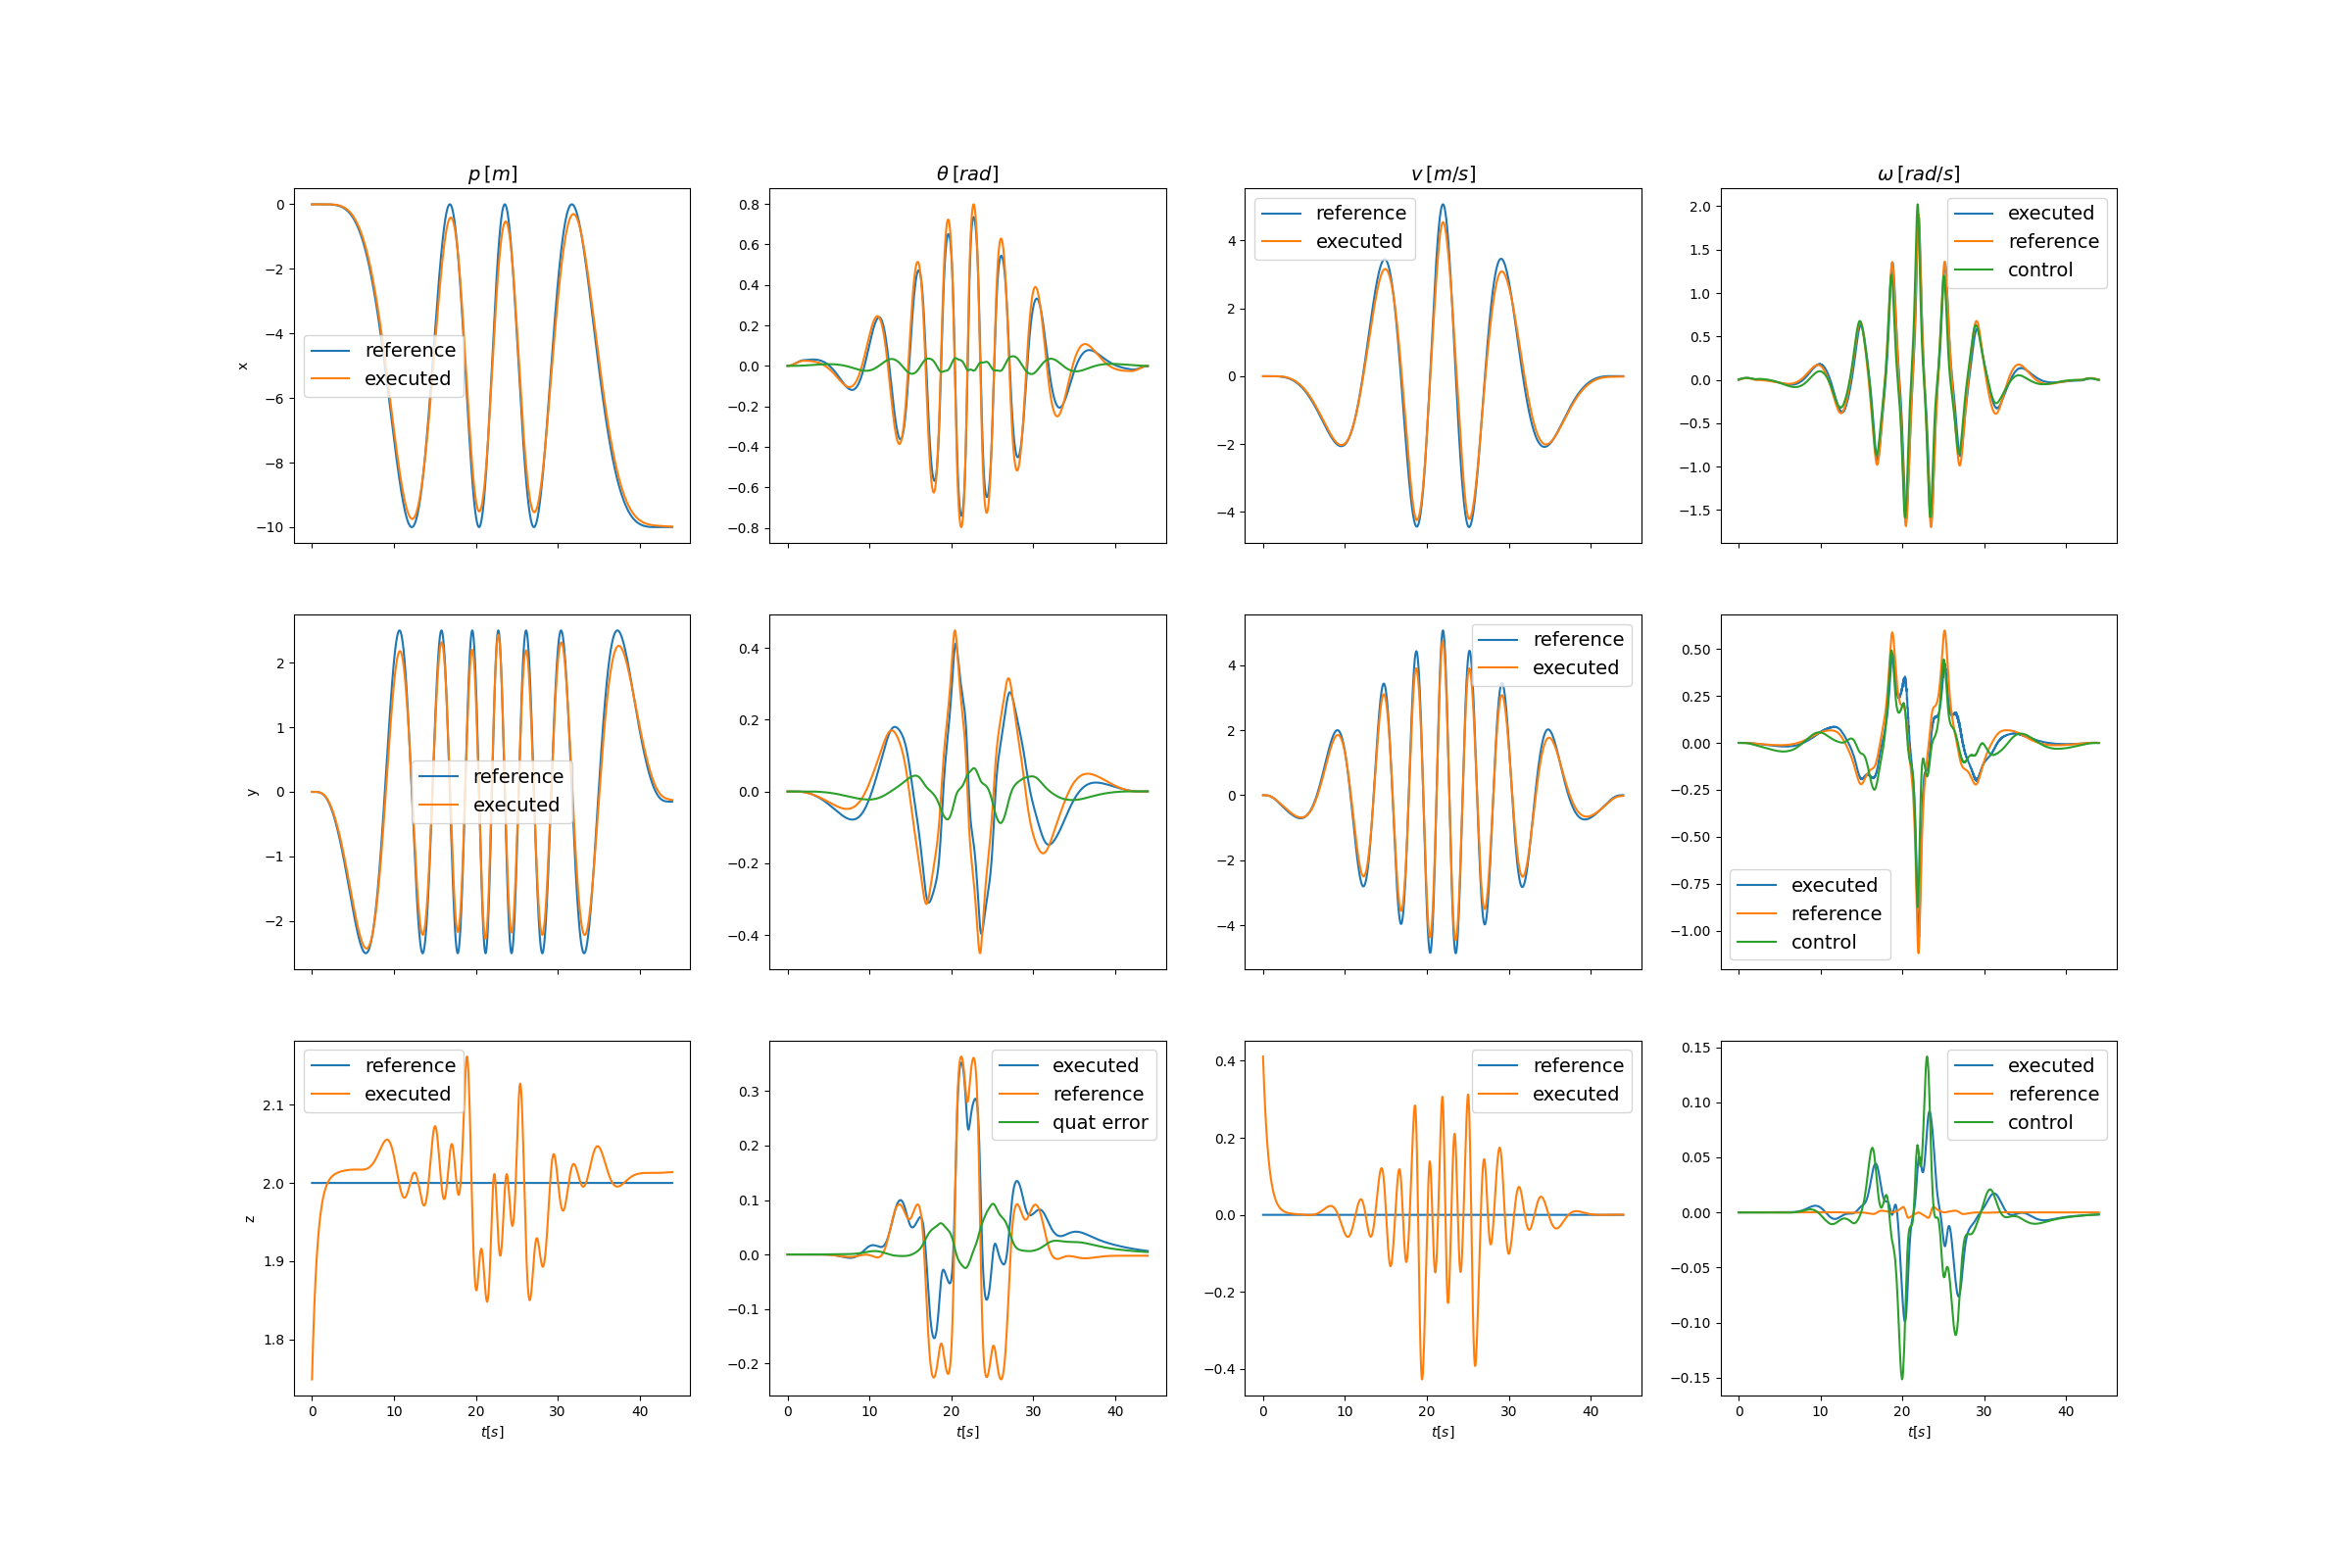 p [m]
θ [rad]
v [m/s]
ω [rad/s]
x
0
−2
−4
−6
−8
−10
reference
executed
0.8
0.6
0.4
0.2
0.0
−0.2
−0.4
−0.6
−0.8
4
2
0
−2
−4
reference
executed
2.0
1.5
1.0
0.5
0.0
−0.5
−1.0
−1.5
executed
reference
control
y
2
1
0
−1
−2
reference
executed
0.4
0.2
0.0
−0.2
−0.4
4
2
0
−2
−4
reference
executed
0.50
0.25
0.00
−0.25
−0.50
−0.75
−1.00
executed
reference
control
z
2.1
2.0
1.9
1.8
reference
executed
0 10 20 30 40
t[s]
0.3
0.2
0.1
0.0
−0.1
−0.2
executed
reference
quat error
0 10 20 30 40
t[s]
0.4
0.2
0.0
−0.2
−0.4
reference
executed
0 10 20 30 40
t[s]
0.15
0.10
0.05
0.00
−0.05
−0.10
−0.15
executed
reference
control
0 10 20 30 40
t[s]